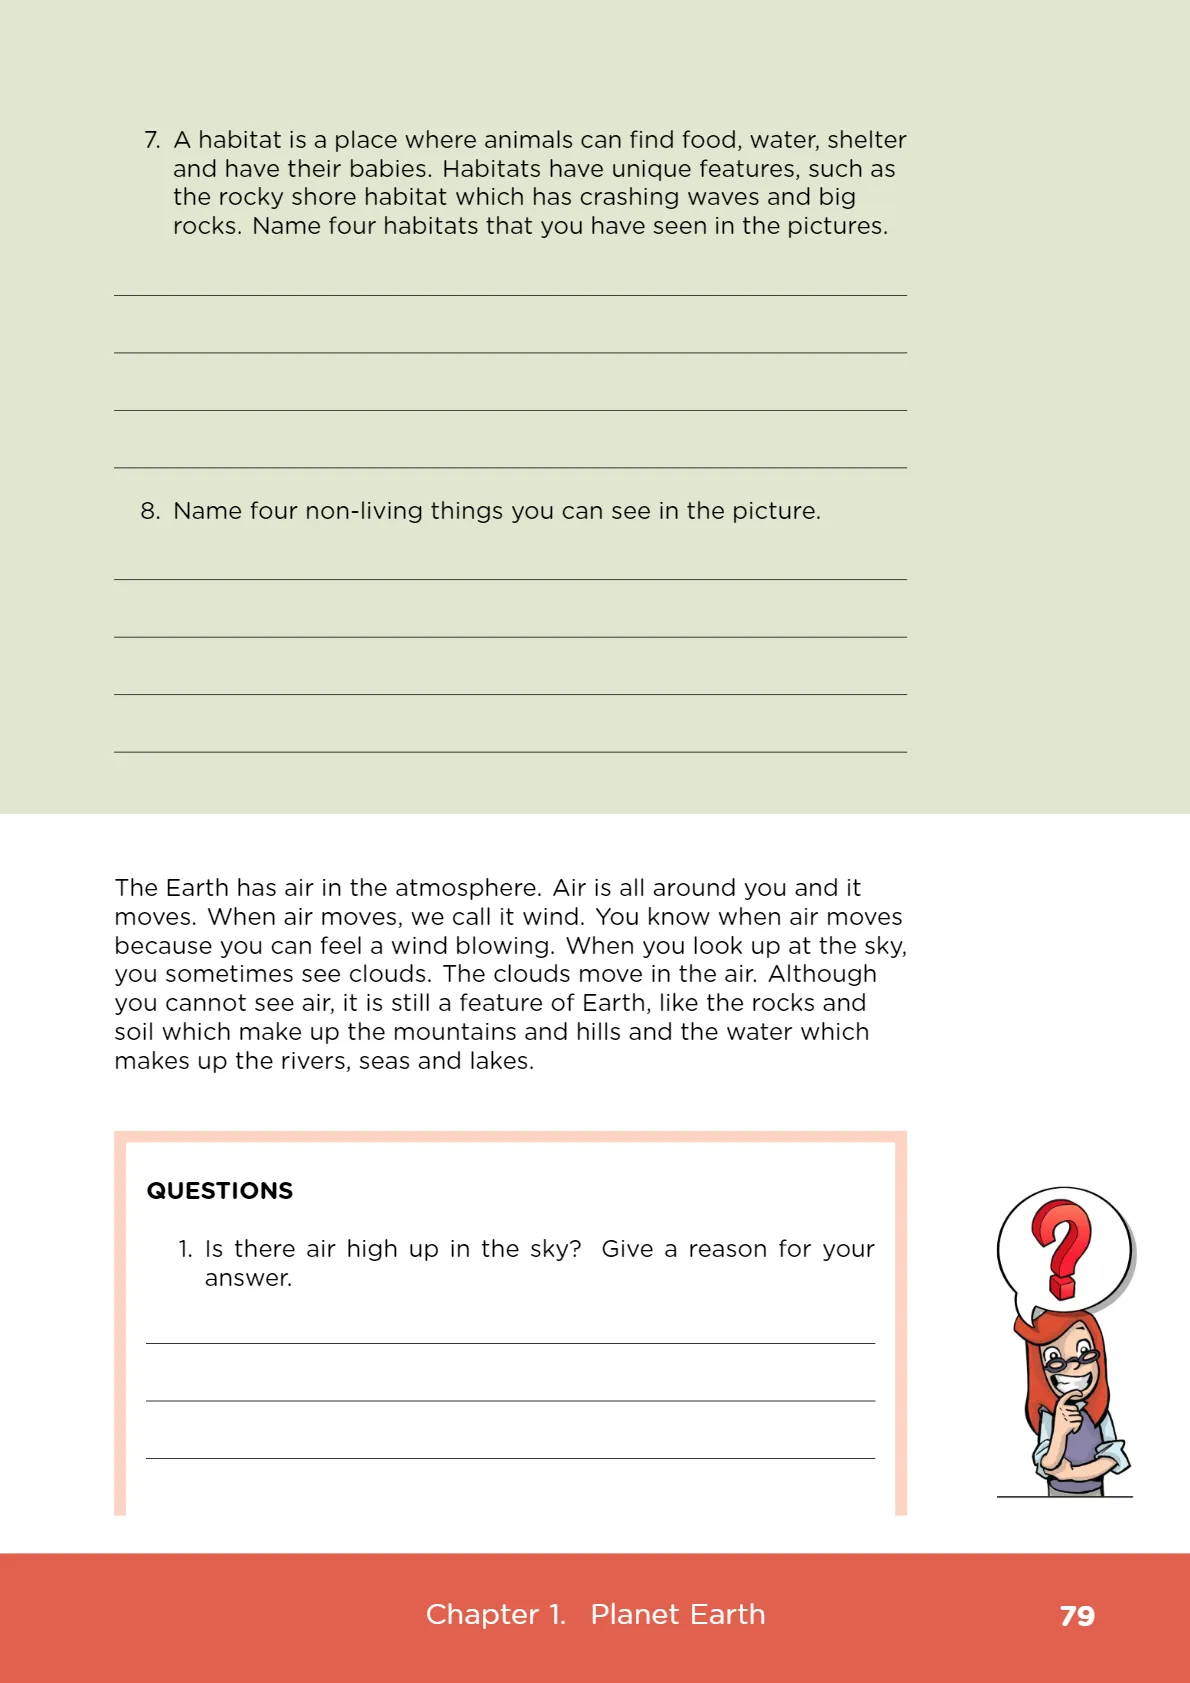 7. A habitat is a place where animals can find food, water, shelter
and have their babies. Habitats have unique features, such as
the rocky shore habitat which has crashing waves and big
rocks. Name four habitats that you have seen in the pictures.
8. Name four non-living things you can see in the picture.
The Earth has air in the atmosphere. Air is all around you and it
moves. When air moves, we call it wind. You know when air moves
because you can feel a wind blowing. When you look up at the sky,
you sometimes see clouds. The clouds move in the air. Although
you cannot see air, it is still a feature of Earth, like the rocks and
soil which make up the mountains and hills and the water which
makes up the rivers, seas and lakes.
QUESTIONS
1. Is there air high up in the sky? Give a reason for your
answer.
?
Chapter 1. Planet Earth 79